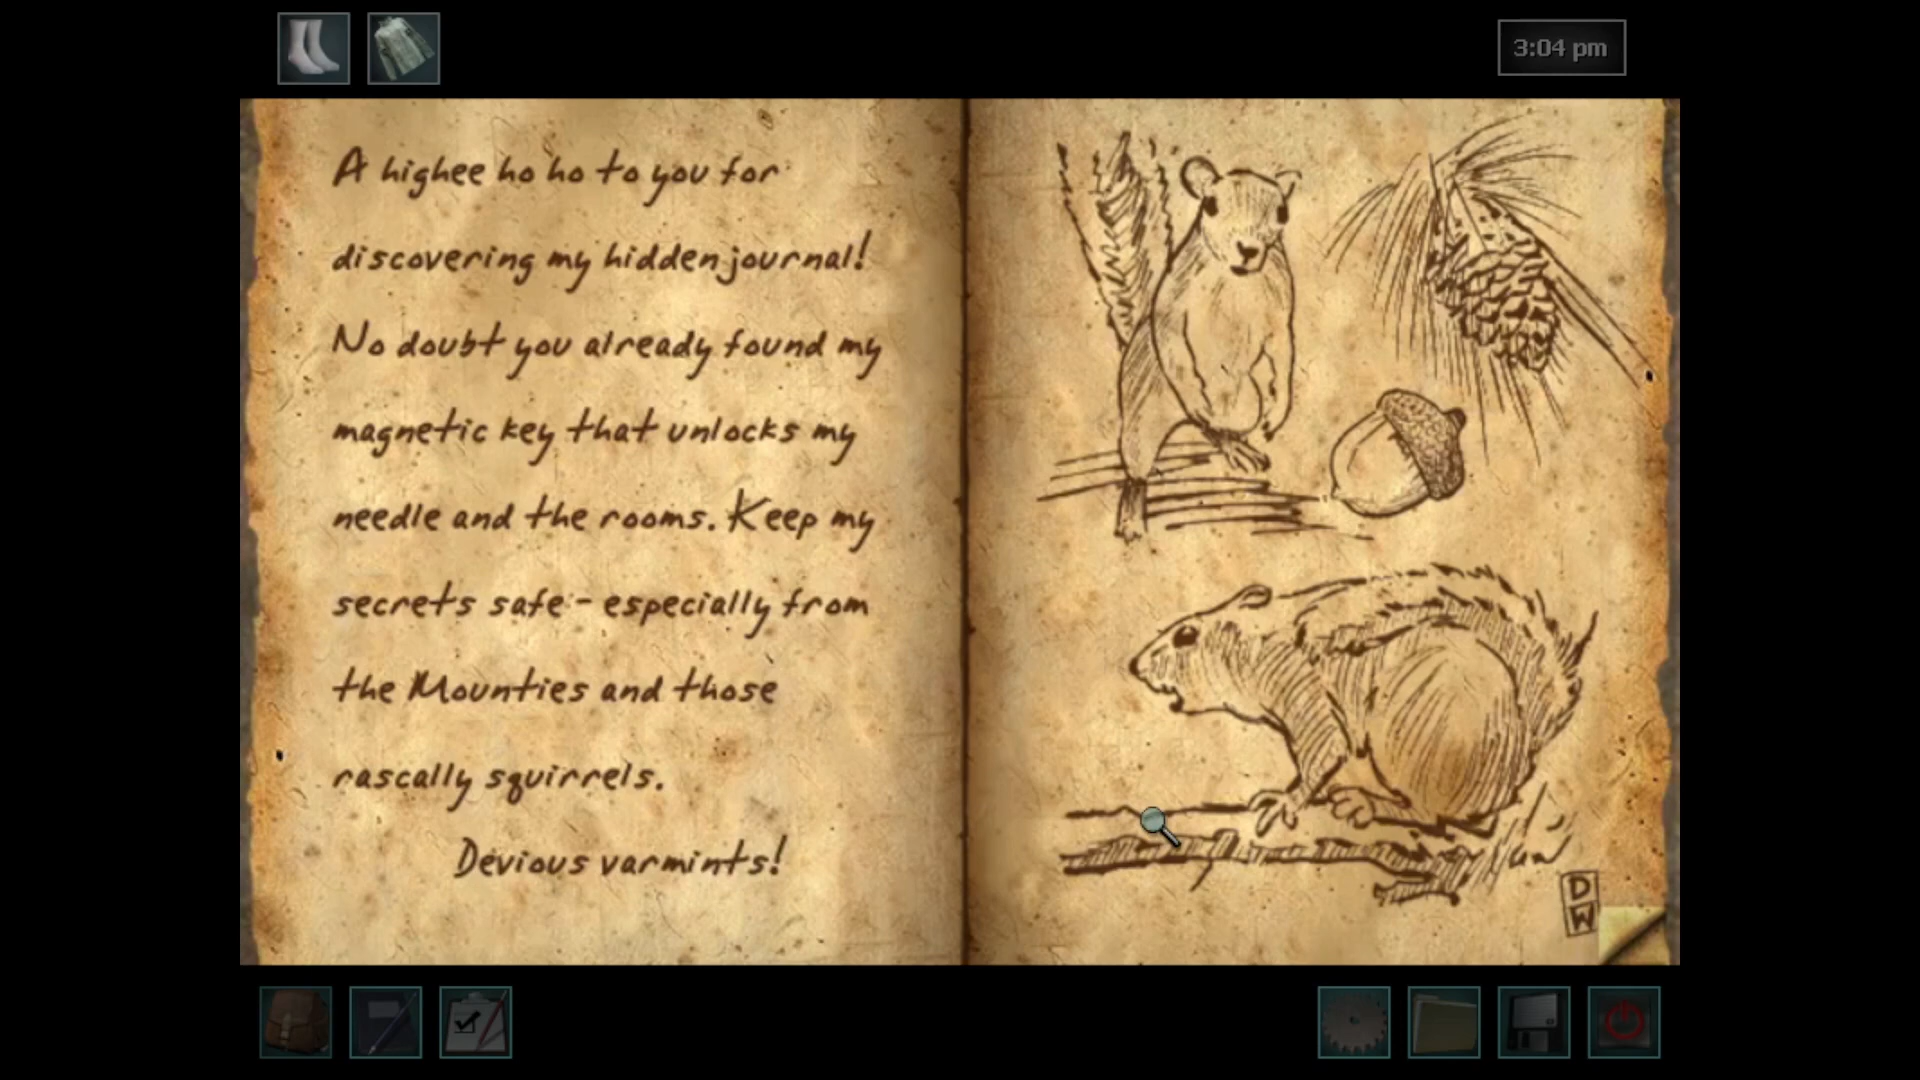 3:04 pm
A highee ho ho to you for
discovering my hidden journal!
No doubt you already found my
magnetic key that unlocks my
needle and the rooms. Keep my
secrets safe - especially from
the Mounties and those
rascally squirrels.
Devious varmints!
D
W